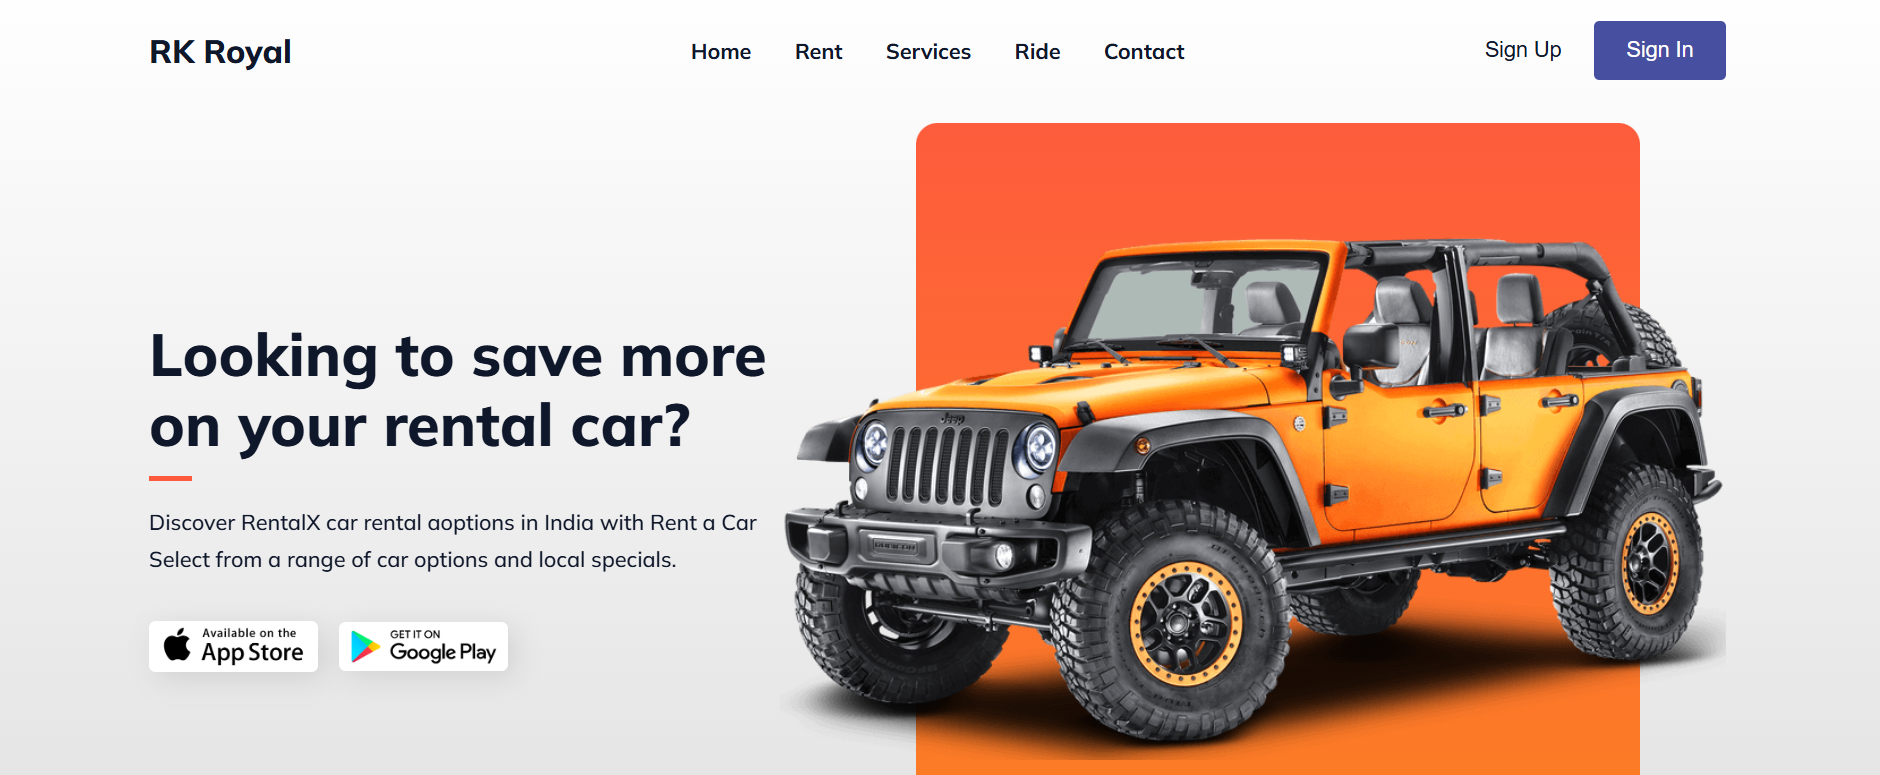 RK Royal
Home Rent Services Ride Contact
Sign Up Sign In
Looking to save more
on your rental car?
Discover RentalX car rental aoptions in India with Rent a Car
Select from a range of car options and local specials.
Available on the
App Store
GET IT ON
Google Play
Jeep
RUBICON